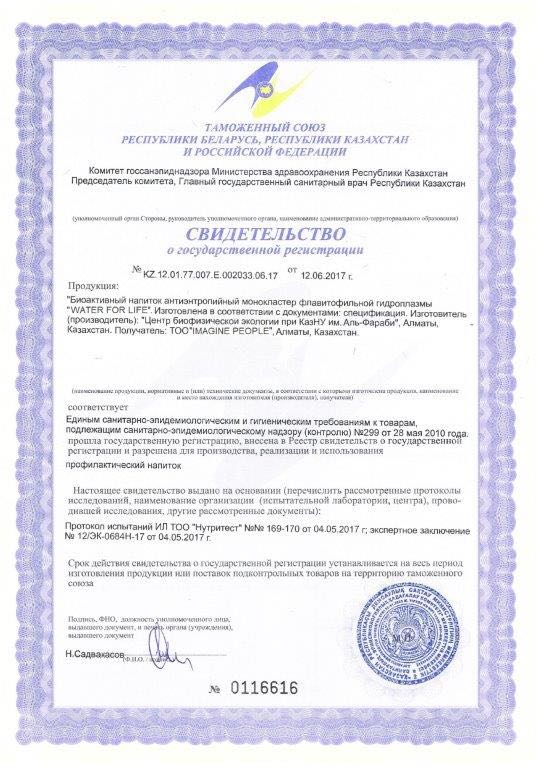 ТАМОЖЕННЫЙ СОЮЗ
РЕСПУБЛИКИ БЕЛАРУСЬ, РЕСПУБЛИКИ КАЗАХСТАН
И РОССИЙСКОЙ ФЕДЕРАЦИИ
Комитет госсанэпиднадзора Министерства здравоохранения Республики Казахстан
Председатель комитета, Главный государственный санитарный врач Республики Казахстан
(уполномоченный орган Стороны, руководитель уполномоченного органа, наименование административно-территориального образования)
СВИДЕТЕЛЬСТВО
о государственной регистрации
№ KZ.12.01.77.007.E.002033.06.17 от 12.06.2017 г.
Продукция:
"Биоактивный напиток антиэнтропийный монокластер флавитофильной гидроплазмы
"WATER FOR LIFE". Изготовлена в соответствии с документами: спецификация. Изготовитель
(производитель): "Центр биофизической экологии при КазНУ им. Аль-Фараби", Алматы,
Казахстан. Получатель: ТОО"IMAGINE PEOPLE", Алматы, Казахстан.
(наименование продукции, нормативные и (или) технические документы, в соответствии с которыми изготовлена продукция, наименование
и место нахождения изготовителя (производителя), получателя)
соответствует
Единым санитарно-эпидемиологическим и гигиеническим требованиям к товарам,
подлежащим санитарно-эпидемиологическому надзору (контролю) №299 от 28 мая 2010 года.
прошла государственную регистрацию, внесена в Реестр свидетельств о государственной
регистрации и разрешена для производства, реализации и использования
профилактический напиток
Настоящее свидетельство выдано на основании (перечислить рассмотренные протоколы
исследований, наименование организации (испытательной лаборатории, центра), прово-
дившей исследования, другие рассмотренные документы):
Протокол испытаний ИЛ ТОО "Нутритест" №№ 169-170 от 04.05.2017 г; экспертное заключение
№ 12/ЭК-0684Н-17 от 04.05.2017 г.
Срок действия свидетельства о государственной регистрации устанавливается на весь период
изготовления продукции или поставок подконтрольных товаров на территорию таможенного
союза
Подпись, ФИО, должность уполномоченного лица,
выдавшего документ, и печать органа (учреждения),
выдавшего документ
Н.Садвакасов
(Ф.И.О. / подпись)
М.П.
№ 0116616